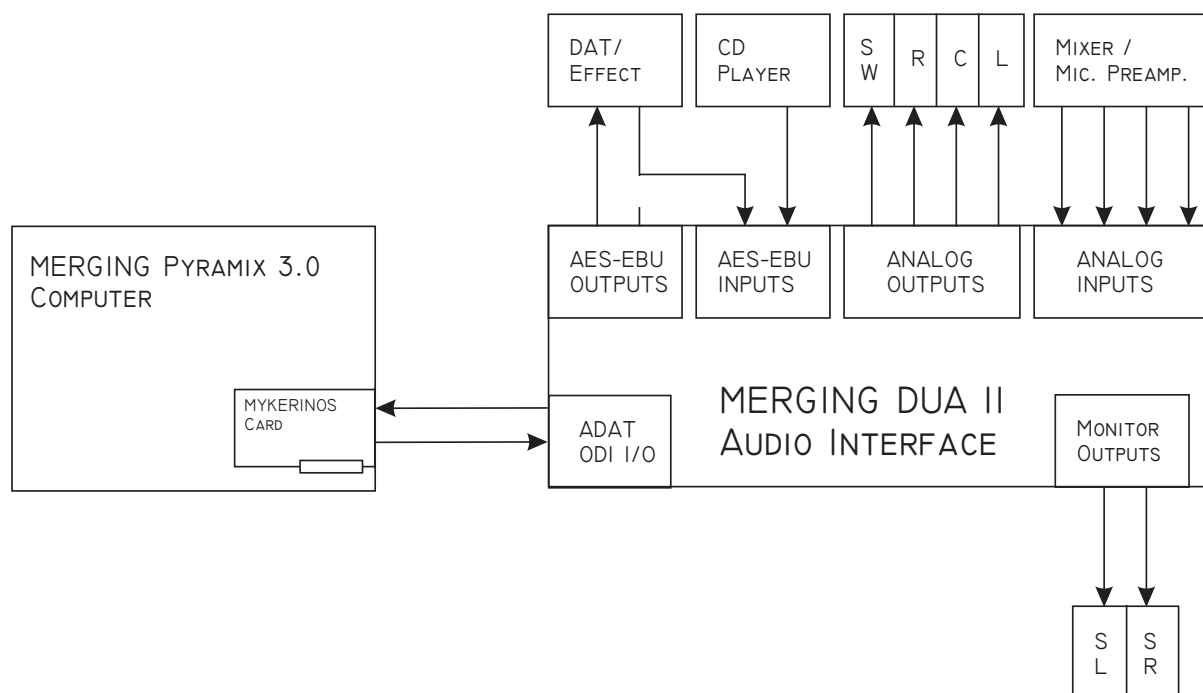 DAT/
EFFECT
CD
PLAYER
S
W
R
C
L
MIXER /
MIC. PREAMP.
MERGING PYRAMIX 3.0
COMPUTER
AES-EBU
OUTPUTS
AES-EBU
INPUTS
ANALOG
OUTPUTS
ANALOG
INPUTS
MYKERINOS
CARD
ADAT
ODI I/O
MERGING DUA II
AUDIO INTERFACE
MONITOR
OUTPUTS
S
L
S
R